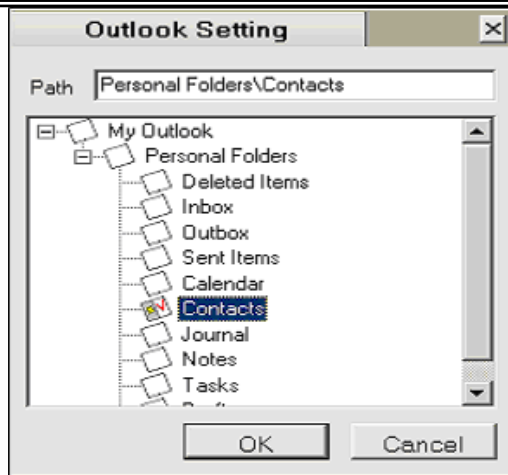 Outlook Setting
Path Personal Folders\Contacts
My Outlook
Personal Folders
Deleted Items
Inbox
Outbox
Sent Items
Calendar
Contacts
Journal
Notes
Tasks
OK Cancel